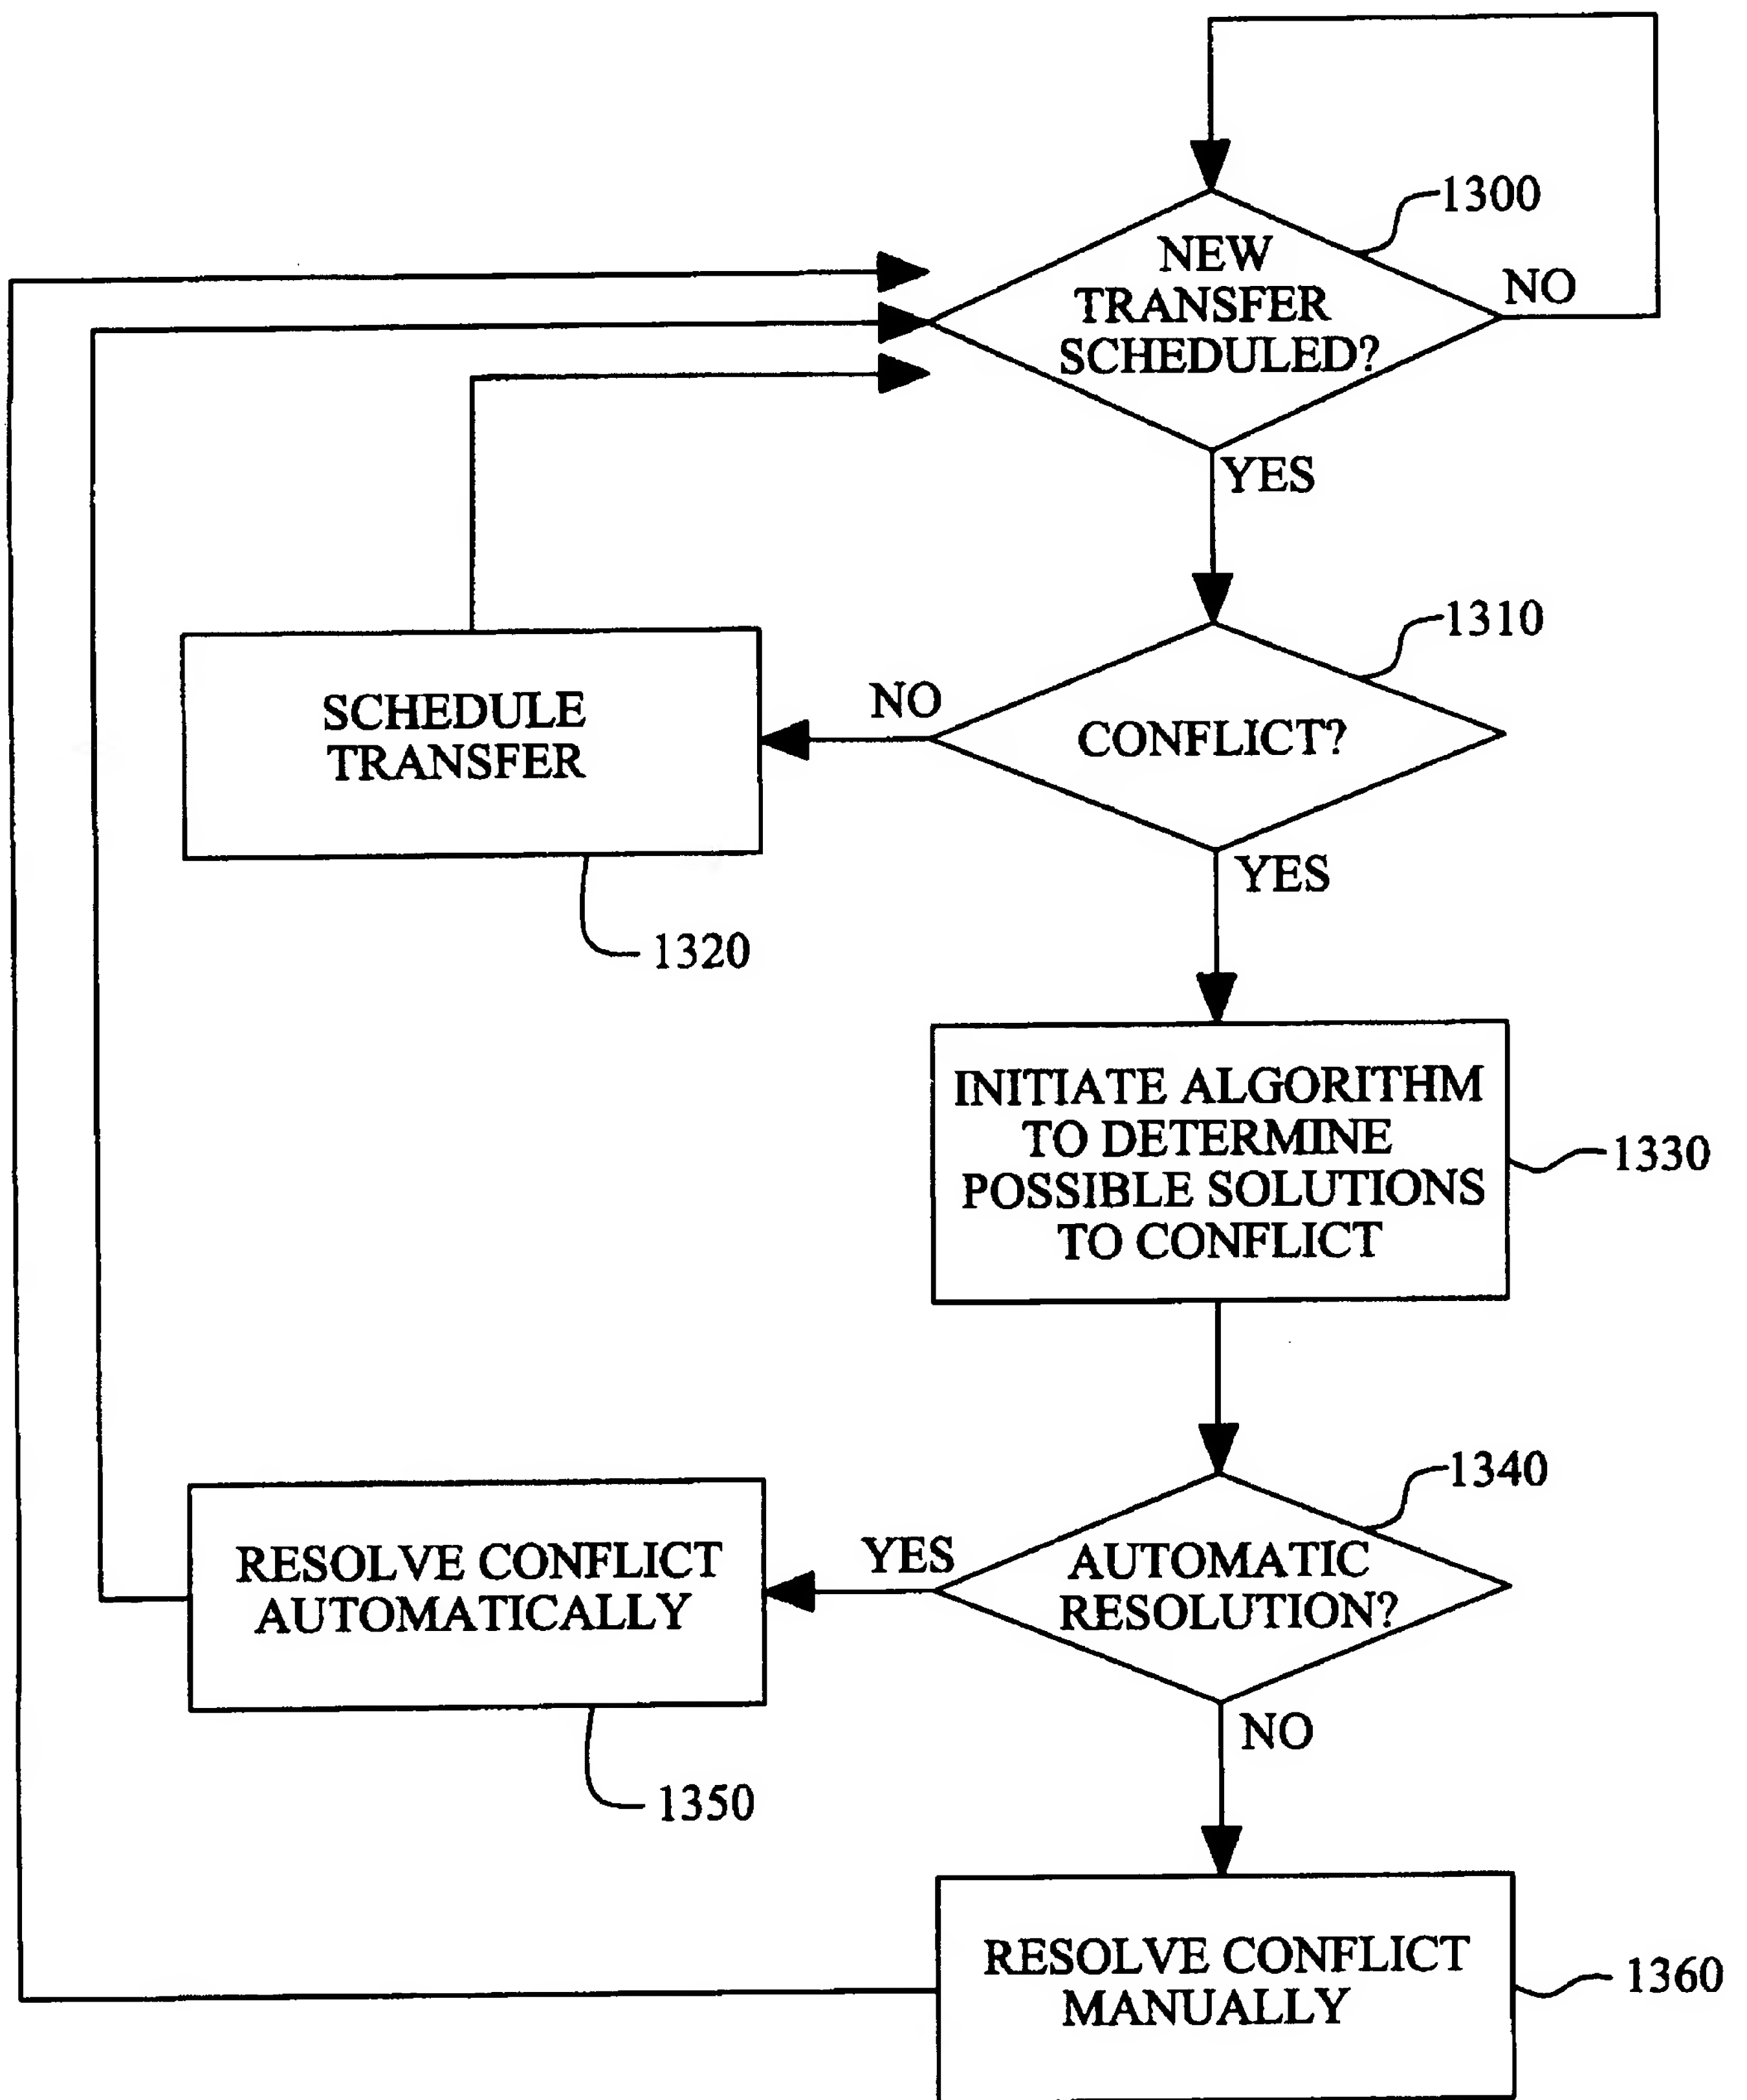 1300
NEW
TRANSFER
SCHEDULED?
NO
YES
1310
CONFLICT?
NO
SCHEDULE
TRANSFER
1320
YES
INITIATE ALGORITHM
TO DETERMINE
POSSIBLE SOLUTIONS
TO CONFLICT
1330
1340
AUTOMATIC
RESOLUTION?
YES
RESOLVE CONFLICT
AUTOMATICALLY
1350
NO
RESOLVE CONFLICT
MANUALLY
1360